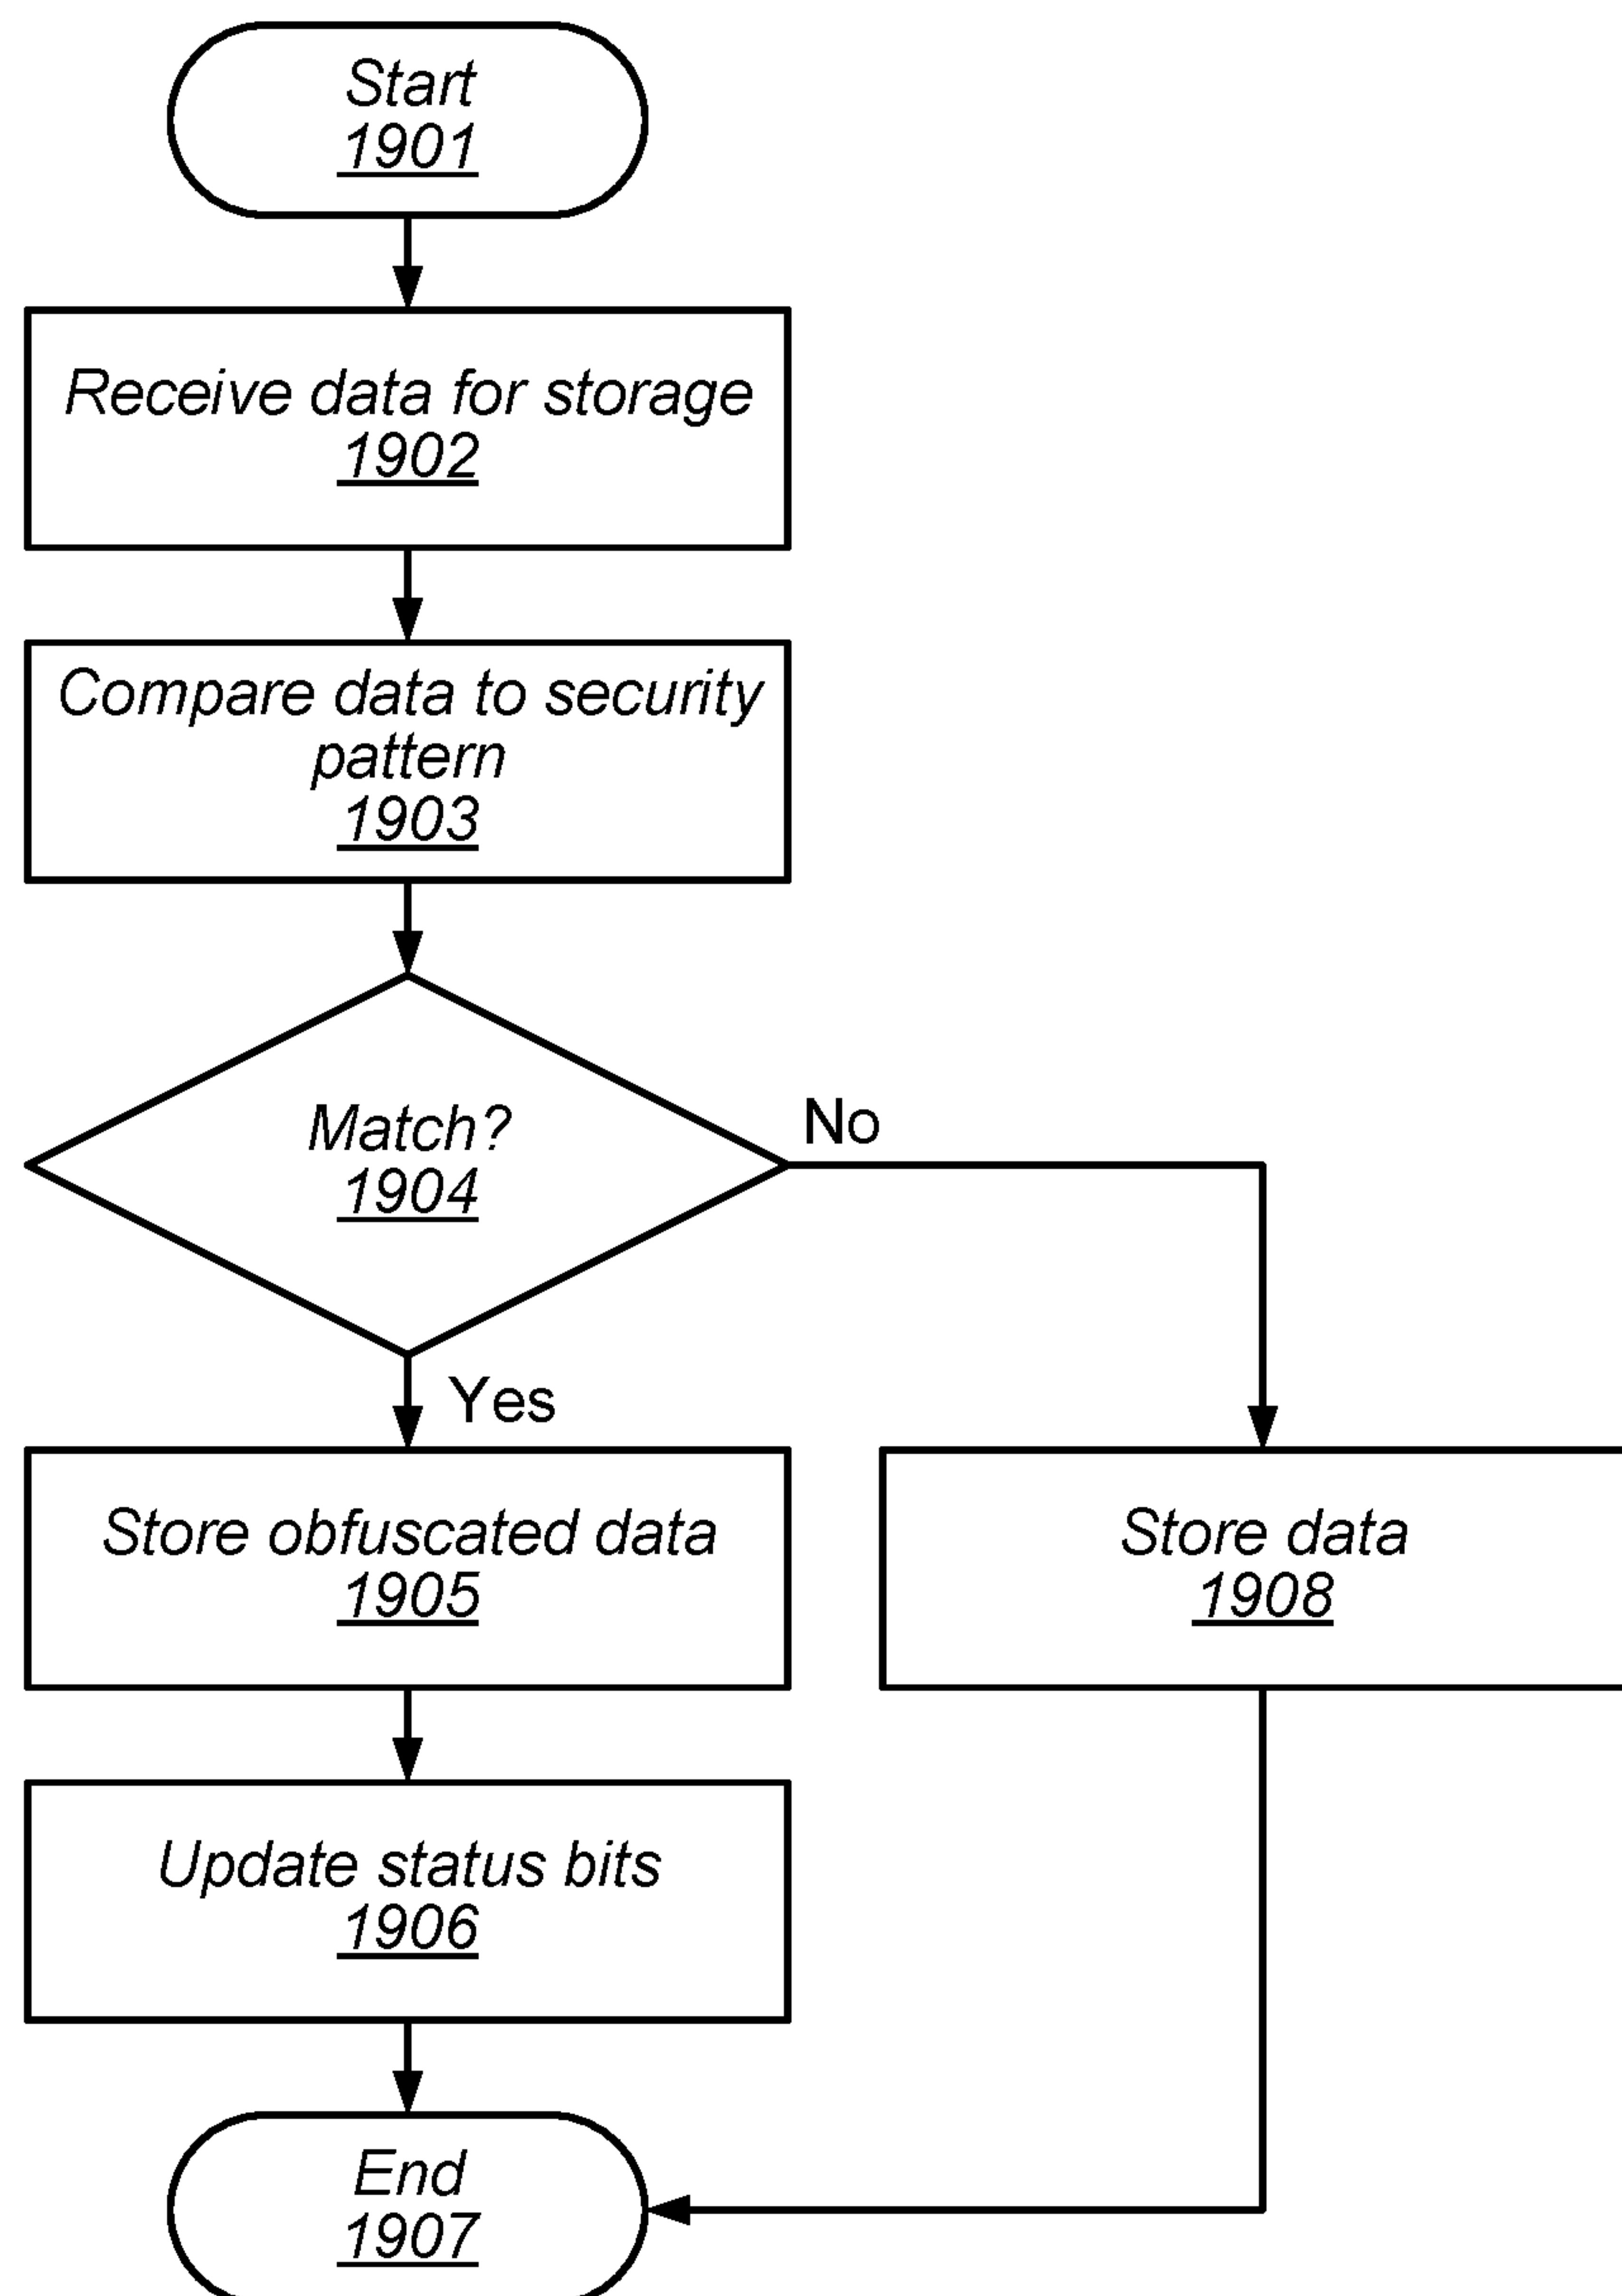 Start
1901
Receive data for storage
1902
Compare data to security
pattern
1903
Match?
1904
No
Yes
Store obfuscated data
1905
Store data
1908
Update status bits
1906
End
1907